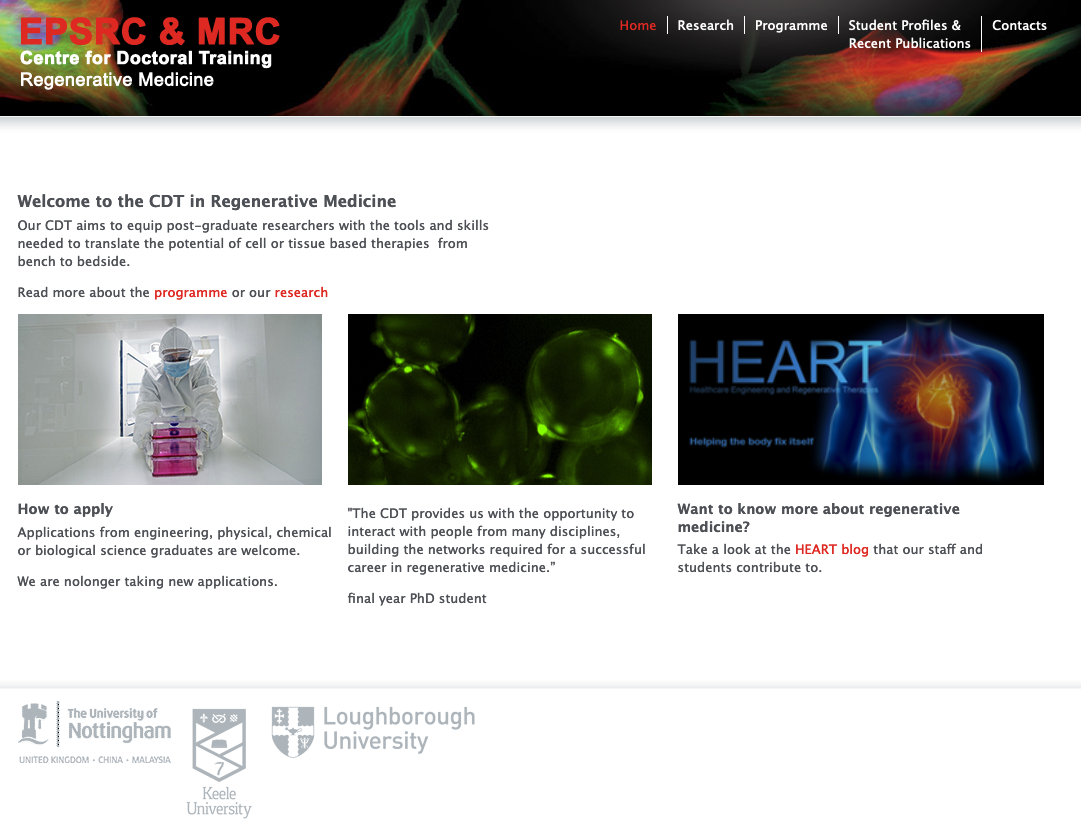 EPSRC & MRC
Centre for Doctoral Training
Regenerative Medicine
Home
Research
Programme
Student Profiles &
Recent Publications
Contacts
Welcome to the CDT in Regenerative Medicine
Our CDT aims to equip post-graduate researchers with the tools and skills
needed to translate the potential of cell or tissue based therapies from
bench to bedside.
Read more about the programme or our research
HEART
Healthcare Engineering and Regenerative Therapies
Helping the body fix itself
How to apply
Applications from engineering, physical, chemical
or biological science graduates are welcome.
We are nolonger taking new applications.
"The CDT provides us with the opportunity to
interact with people from many disciplines,
building the networks required for a successful
career in regenerative medicine.”
final year PhD student
Want to know more about regenerative
medicine?
Take a look at the HEART blog that our staff and
students contribute to.
The University of
Nottingham
UNITED KINGDOM · CHINA · MALAYSIA
Keele
University
Loughborough
University